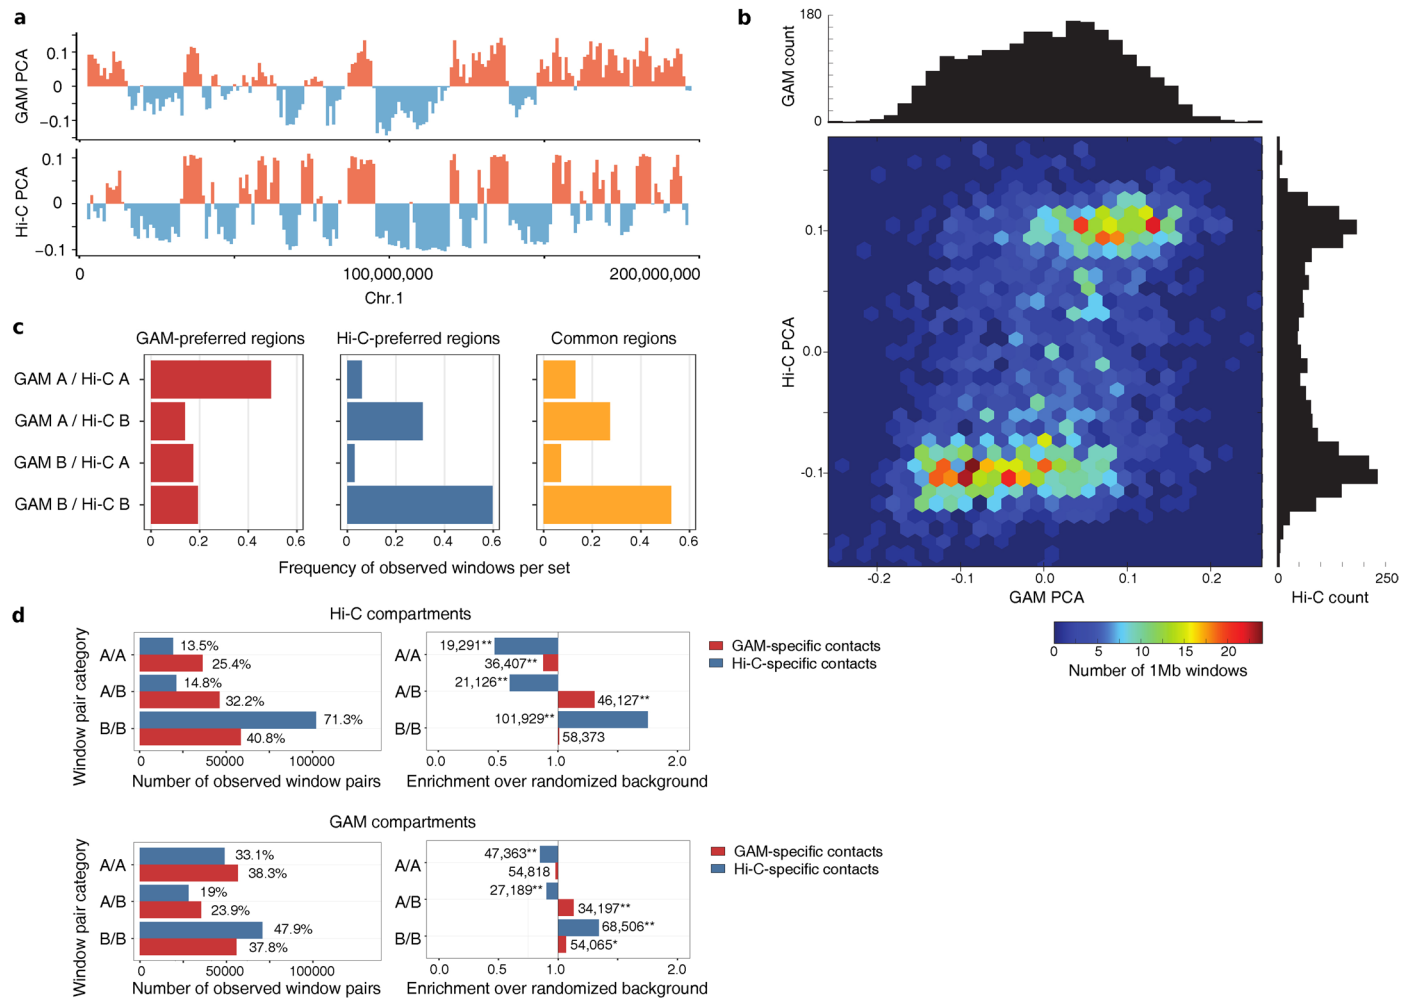 a
GAM PCA
0.1
0
−0.1
Hi-C PCA
0.1
0
−0.1
0
100,000,000
200,000,000
Chr.1
b
GAM count
180
0
Hi-C PCA
0.1
0.0
-0.1
-0.2
-0.1
0.0
0.1
0.2
GAM PCA
0
250
Hi-C count
0
5
10
15
20
Number of 1Mb windows
c
GAM-preferred regions
Hi-C-preferred regions
Common regions
GAM A / Hi-C A
GAM A / Hi-C B
GAM B / Hi-C A
GAM B / Hi-C B
0
0.2
0.4
0.6
0
0.2
0.4
0.6
0
0.2
0.4
0.6
Frequency of observed windows per set
d
Hi-C compartments
Window pair category
A/A
A/B
B/B
13.5%
25.4%
14.8%
32.2%
71.3%
40.8%
0
50000
100000
Number of observed window pairs
A/A
A/B
B/B
19,291**
36,407**
21,126**
46,127**
101,929**
58,373
0.0
0.5
1.0
2.0
Enrichment over randomized background
GAM-specific contacts
Hi-C-specific contacts
GAM compartments
Window pair category
A/A
A/B
B/B
33.1%
38.3%
19%
23.9%
47.9%
37.8%
0
50000
100000
Number of observed window pairs
A/A
A/B
B/B
47,363**
54,818
27,189**
34,197**
68,506**
54,065*
0.0
0.5
1.0
2.0
Enrichment over randomized background
GAM-specific contacts
Hi-C-specific contacts